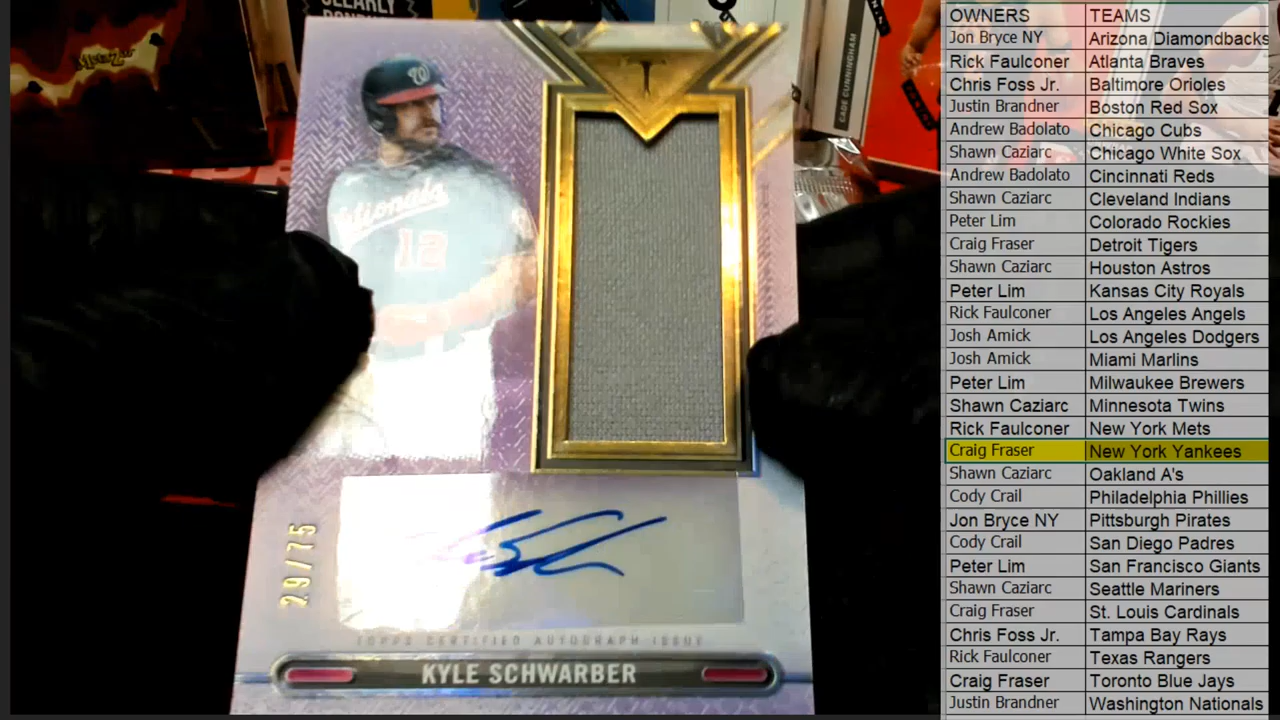 CLEARLY
CADE CUNNINGHAM
W
Nationals
12
T
29/75
TOPPS CERTIFIED AUTOGRAPH ISSUE
KYLE SCHWARBER
OWNERS TEAMS
Jon Bryce NY Arizona Diamondbacks
Rick Faulconer Atlanta Braves
Chris Foss Jr. Baltimore Orioles
Justin Brandner Boston Red Sox
Andrew Badolato Chicago Cubs
Shawn Caziarc Chicago White Sox
Andrew Badolato Cincinnati Reds
Shawn Caziarc Cleveland Indians
Peter Lim Colorado Rockies
Craig Fraser Detroit Tigers
Shawn Caziarc Houston Astros
Peter Lim Kansas City Royals
Rick Faulconer Los Angeles Angels
Josh Amick Los Angeles Dodgers
Josh Amick Miami Marlins
Peter Lim Milwaukee Brewers
Shawn Caziarc Minnesota Twins
Rick Faulconer New York Mets
Craig Fraser New York Yankees
Shawn Caziarc Oakland A's
Cody Crail Philadelphia Phillies
Jon Bryce NY Pittsburgh Pirates
Cody Crail San Diego Padres
Peter Lim San Francisco Giants
Shawn Caziarc Seattle Mariners
Craig Fraser St. Louis Cardinals
Chris Foss Jr. Tampa Bay Rays
Rick Faulconer Texas Rangers
Craig Fraser Toronto Blue Jays
Justin Brandner Washington Nationals